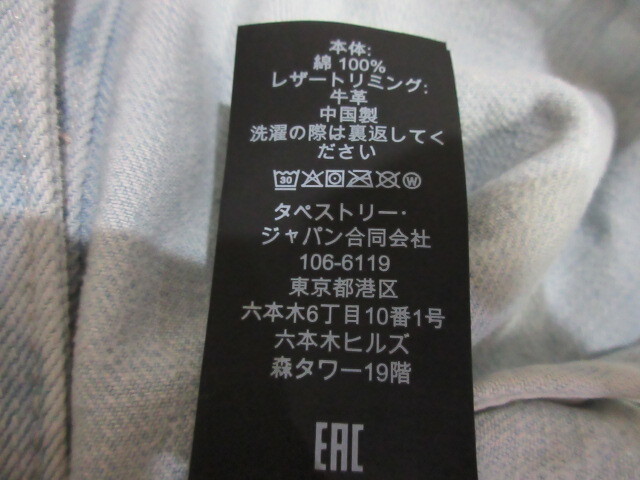 本体:
綿 100%
レザートリミング:
牛革
中国製
洗濯の際は裏返してく
ださい
30 W
タペストリー・
ジャパン合同会社
106-6119
東京都港区
六本木6丁目10番1号
六本木ヒルズ
森タワー19階
EAC